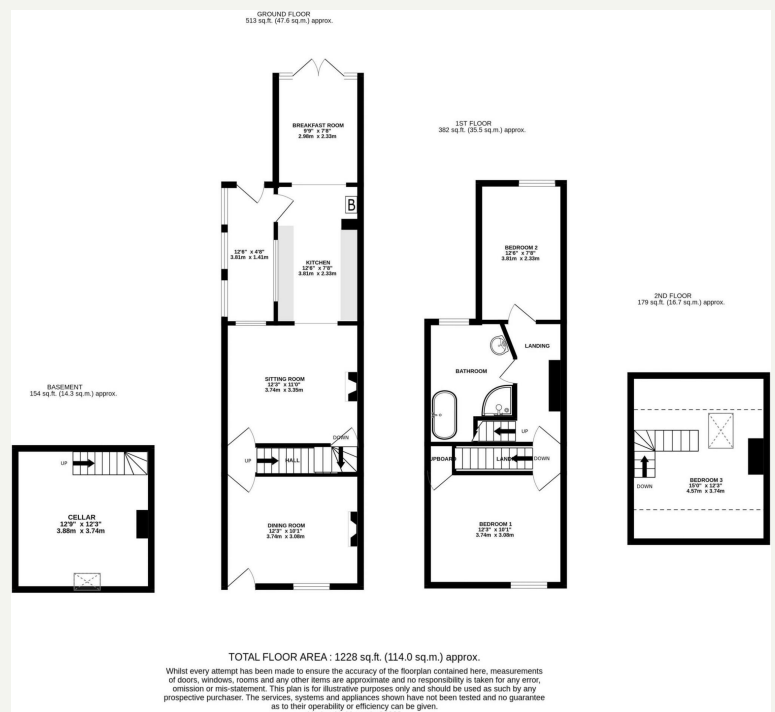 GROUND FLOOR
513 sq.ft. (47.6 sq.m.) approx.
BREAKFAST ROOM
9'9" x 7'8"
2.98m x 2.33m
B
12'6" x 4'8"
3.81m x 1.41m
KITCHEN
12'6" x 7'8"
3.81m x 2.33m
SITTING ROOM
12'3" x 11'0"
3.74m x 3.35m
DOWN
UP
HALL
DINING ROOM
12'3" x 10'1"
3.74m x 3.08m
1ST FLOOR
382 sq.ft. (35.5 sq.m.) approx.
BEDROOM 2
12'6" x 7'8"
3.81m x 2.33m
LANDING
BATHROOM
UP
UPBOARD
LAND
DOWN
BEDROOM 1
12'3" x 10'1"
3.74m x 3.08m
2ND FLOOR
179 sq.ft. (16.7 sq.m.) approx.
DOWN
BEDROOM 3
15'0" x 12'3"
4.57m x 3.74m
BASEMENT
154 sq.ft. (14.3 sq.m.) approx.
UP
CELLAR
12'9" x 12'3"
3.88m x 3.74m
TOTAL FLOOR AREA : 1228 sq.ft. (114.0 sq.m.) approx.
Whilst every attempt has been made to ensure the accuracy of the floorplan contained here, measurements
of doors, windows, rooms and any other items are approximate and no responsibility is taken for any error,
omission or mis-statement. This plan is for illustrative purposes only and should be used as such by any
prospective purchaser. The services, systems and appliances shown have not been tested and no guarantee
as to their operability or efficiency can be given.